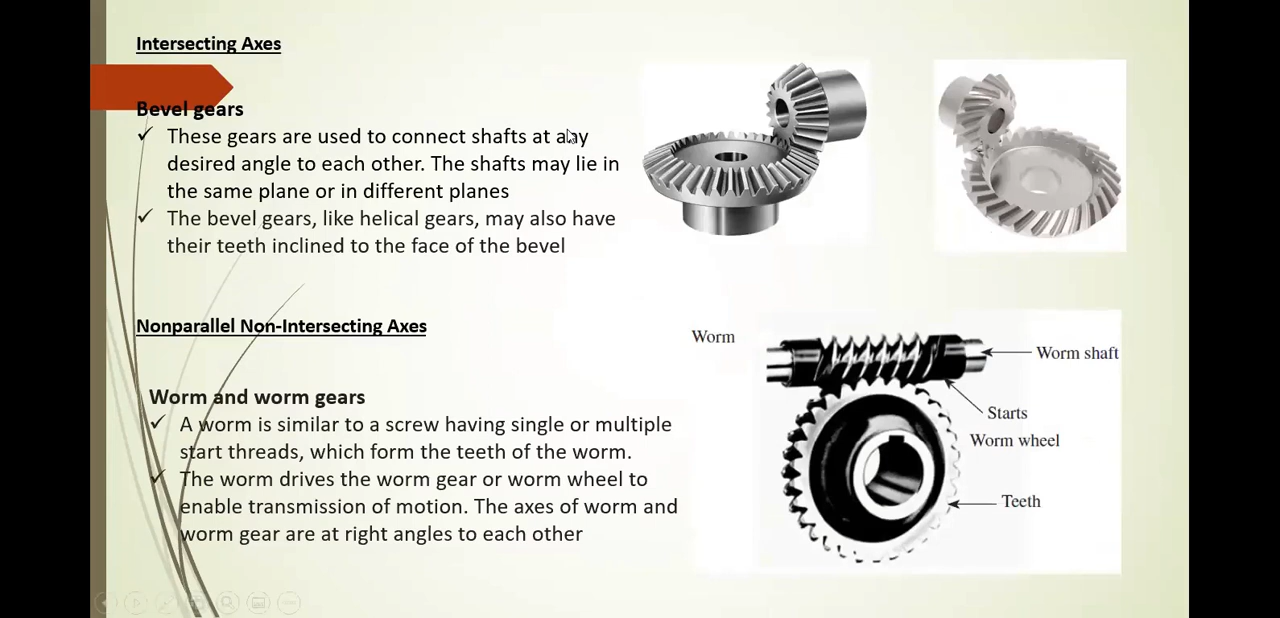 Intersecting Axes
Bevel gears
✓ These gears are used to connect shafts at any
desired angle to each other. The shafts may lie in
the same plane or in different planes
✓ The bevel gears, like helical gears, may also have
their teeth inclined to the face of the bevel
Nonparallel Non-Intersecting Axes
Worm and worm gears
✓ A worm is similar to a screw having single or multiple
start threads, which form the teeth of the worm.
✓ The worm drives the worm gear or worm wheel to
enable transmission of motion. The axes of worm and
worm gear are at right angles to each other
Worm
Worm shaft
Starts
Worm wheel
Teeth